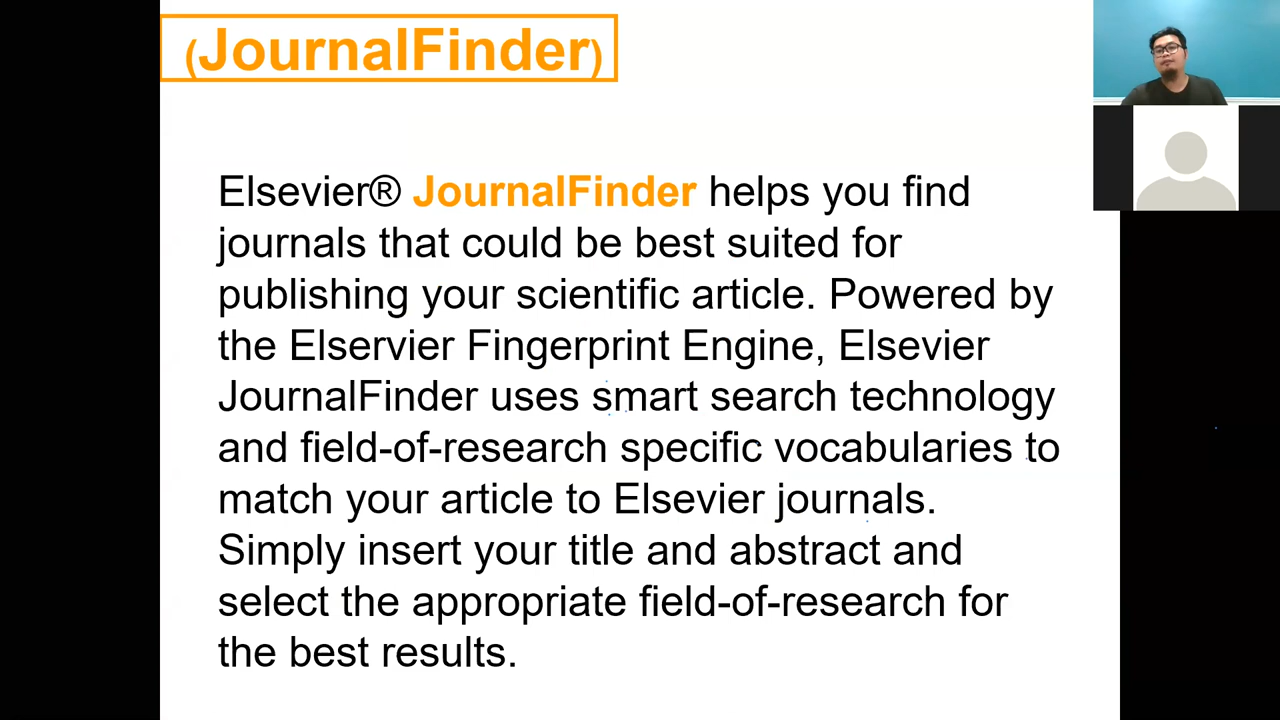 (JournalFinder)
Elsevier® JournalFinder helps you find
journals that could be best suited for
publishing your scientific article. Powered by
the Elservier Fingerprint Engine, Elsevier
JournalFinder uses smart search technology
and field-of-research specific vocabularies to
match your article to Elsevier journals.
Simply insert your title and abstract and
select the appropriate field-of-research for
the best results.